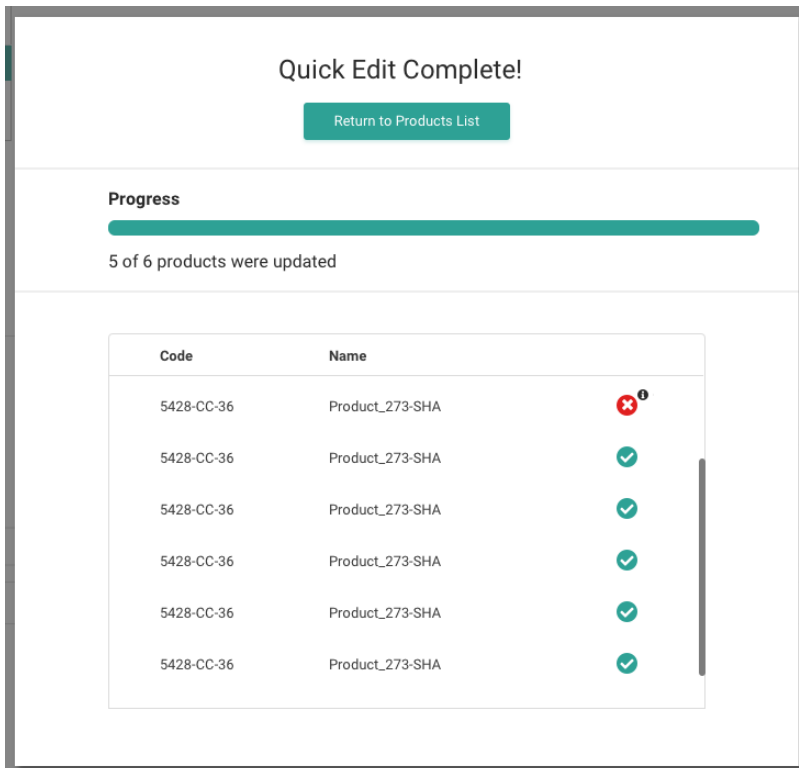 Quick Edit Complete!
Return to Products List
Progress
5 of 6 products were updated
Code Name
5428-CC-36 Product_273-SHA
5428-CC-36 Product_273-SHA
5428-CC-36 Product_273-SHA
5428-CC-36 Product_273-SHA
5428-CC-36 Product_273-SHA
5428-CC-36 Product_273-SHA